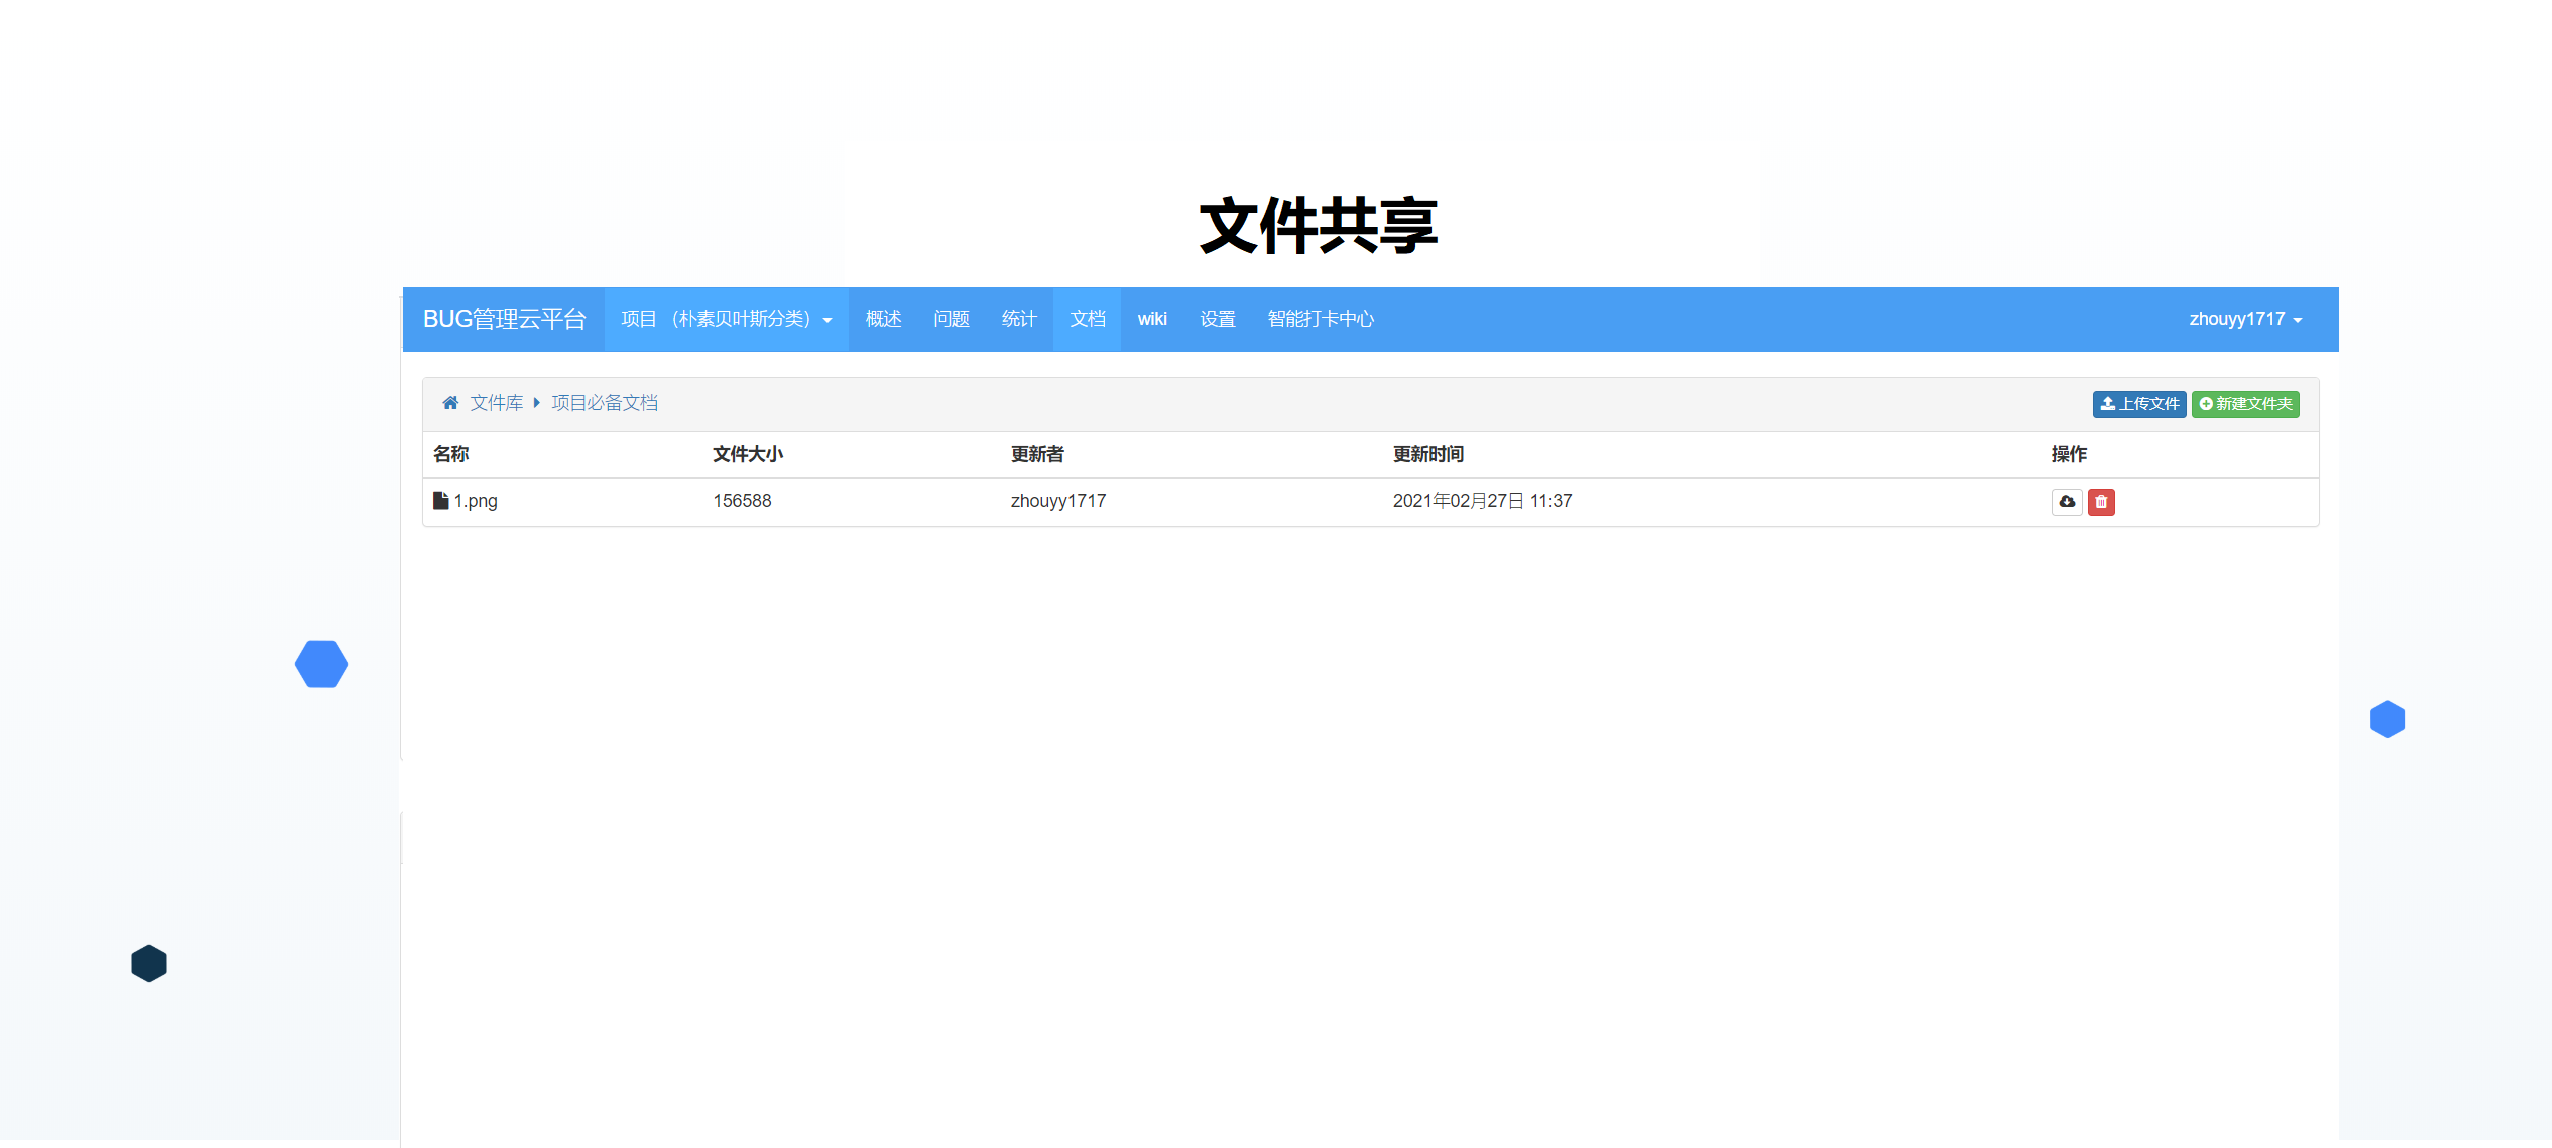 文件共享
BUG管理云平台 项目 （朴素贝叶斯分类） 概述 问题 统计 文档 wiki 设置 智能打卡中心 zhouyy1717
文件库 项目必备文档 上传文件 新建文件夹
名称 文件大小 更新者 更新时间 操作
1.png 156588 zhouyy1717 2021年02月27日 11:37